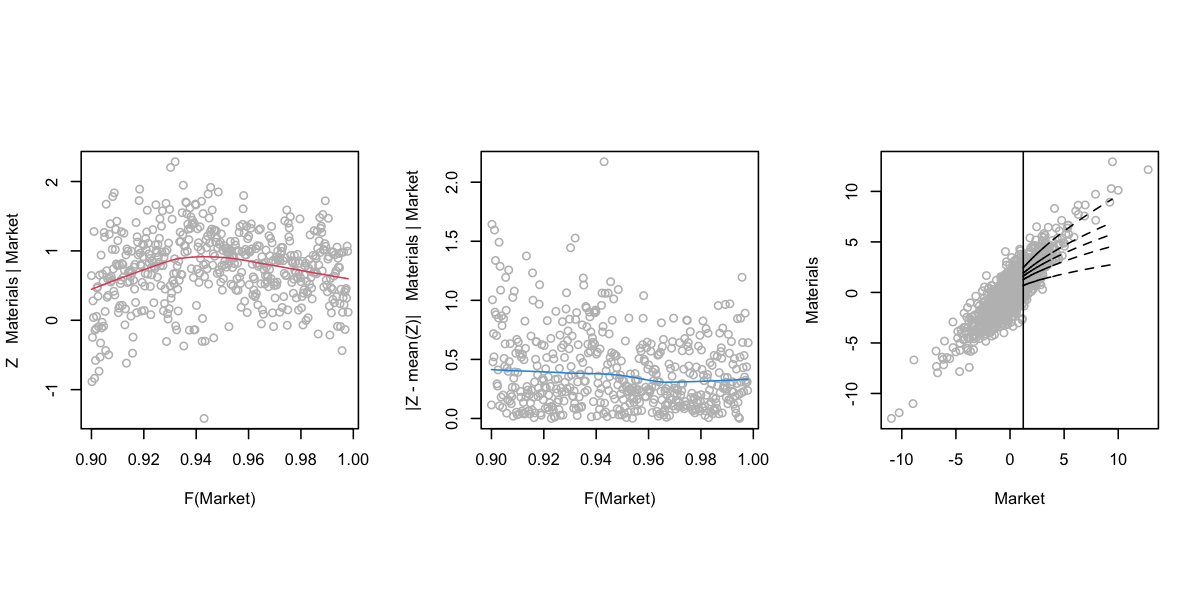 Z   Materials | Market
-1
0
1
2
0.90 0.92 0.94 0.96 0.98 1.00
F(Market)
|Z - mean(Z)|   Materials | Market
0.0
0.5
1.0
1.5
2.0
0.90 0.92 0.94 0.96 0.98 1.00
F(Market)
Materials
-10
-5
0
5
10
-10 -5 0 5 10
Market